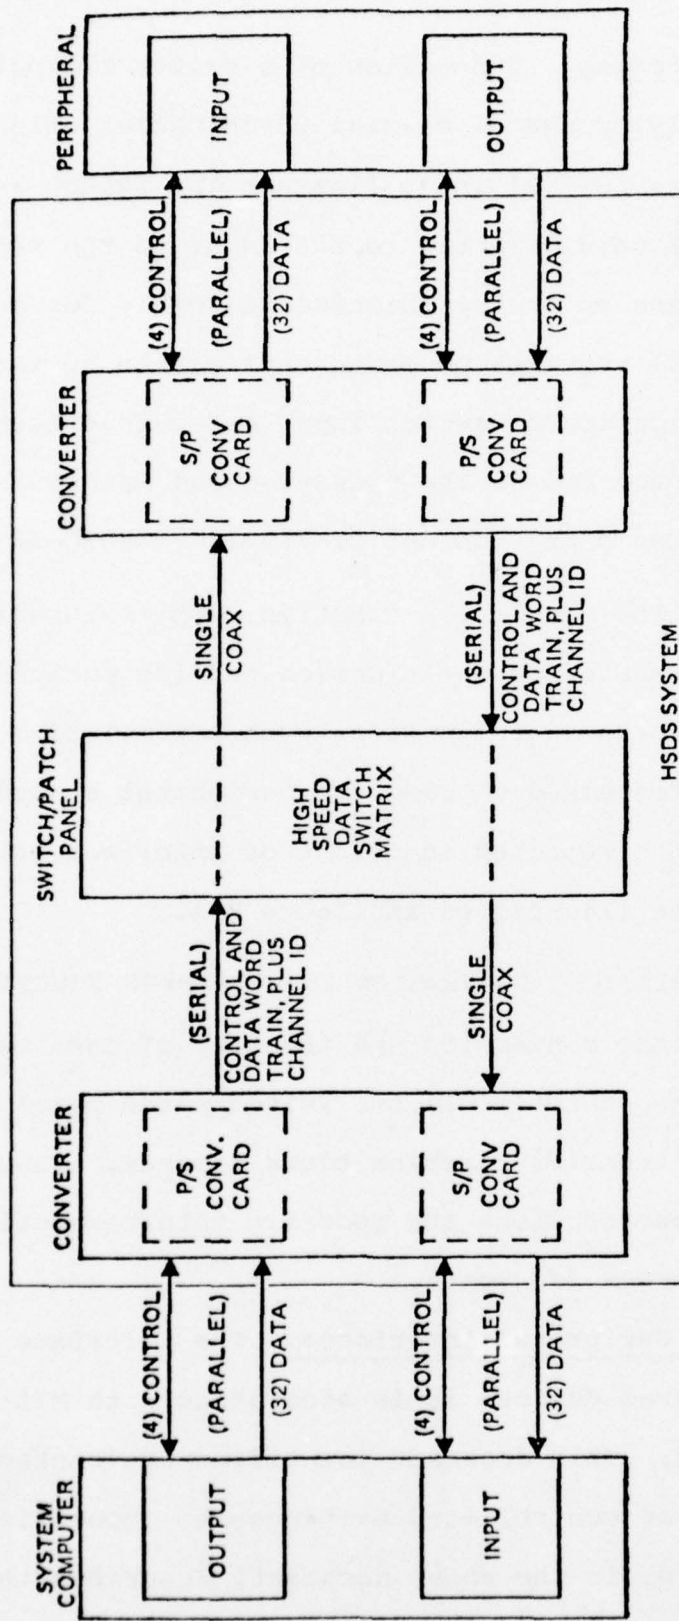 SYSTEM
COMPUTER
OUTPUT
INPUT
(4) CONTROL
(PARALLEL)
(32) DATA
(4) CONTROL
(PARALLEL)
(32) DATA
CONVERTER
P/S
CONV.
CARD
S/P
CONV
CARD
(SERIAL)
CONTROL AND
DATA WORD
TRAIN, PLUS
CHANNEL ID
SINGLE
COAX
SWITCH/PATCH
PANEL
HIGH
SPEED
DATA
SWITCH
MATRIX
SINGLE
COAX
(SERIAL)
CONTROL AND
DATA WORD
TRAIN, PLUS
CHANNEL ID
CONVERTER
S/P
CONV
CARD
P/S
CONV
CARD
(4) CONTROL
(PARALLEL)
(32) DATA
(4) CONTROL
(PARALLEL)
(32) DATA
PERIPHERAL
INPUT
OUTPUT
HSDS SYSTEM